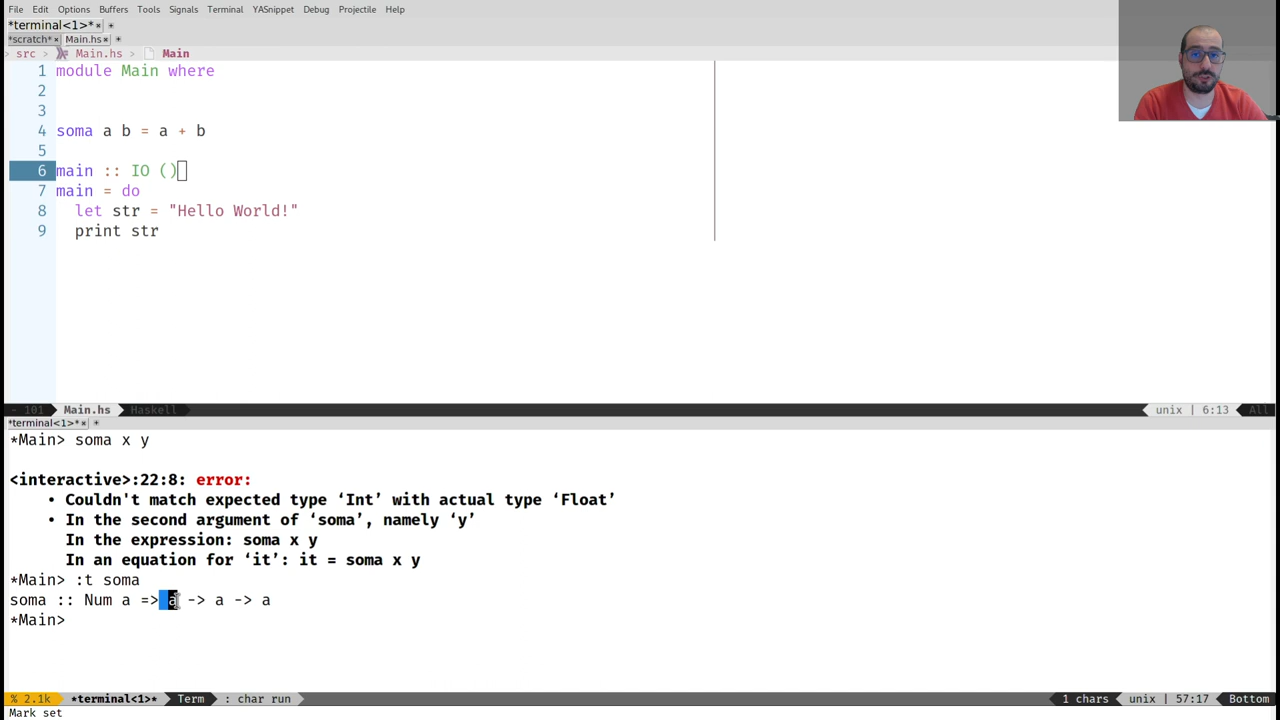 File Edit Options Buffers Tools Signals Terminal YASnippet Debug Projectile Help
*terminal<1>* × +
*scratch* × Main.hs × +
› src › Main.hs › Main
1 module Main where
2
3
4 soma a b = a + b
5
6 main :: IO ()
7 main = do
8 let str = "Hello World!"
9 print str
- 101 Main.hs Haskell unix | 6:13 All
*terminal<1>* × +
*Main> soma x y
<interactive>:22:8: error:
• Couldn't match expected type ‘Int’ with actual type ‘Float’
• In the second argument of ‘soma’, namely ‘y’
In the expression: soma x y
In an equation for ‘it’: it = soma x y
*Main> :t soma
soma :: Num a => a -> a -> a
*Main>
% 2.1k *terminal<1>* Term : char run 1 chars unix | 57:17 Bottom
Mark set